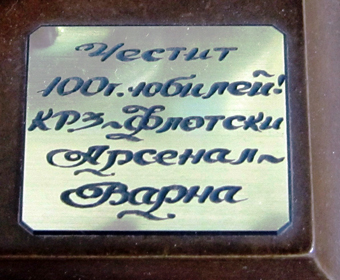 Честит
100г. юбилей!
КРЗ~Флотски
Арсенал~
Варна